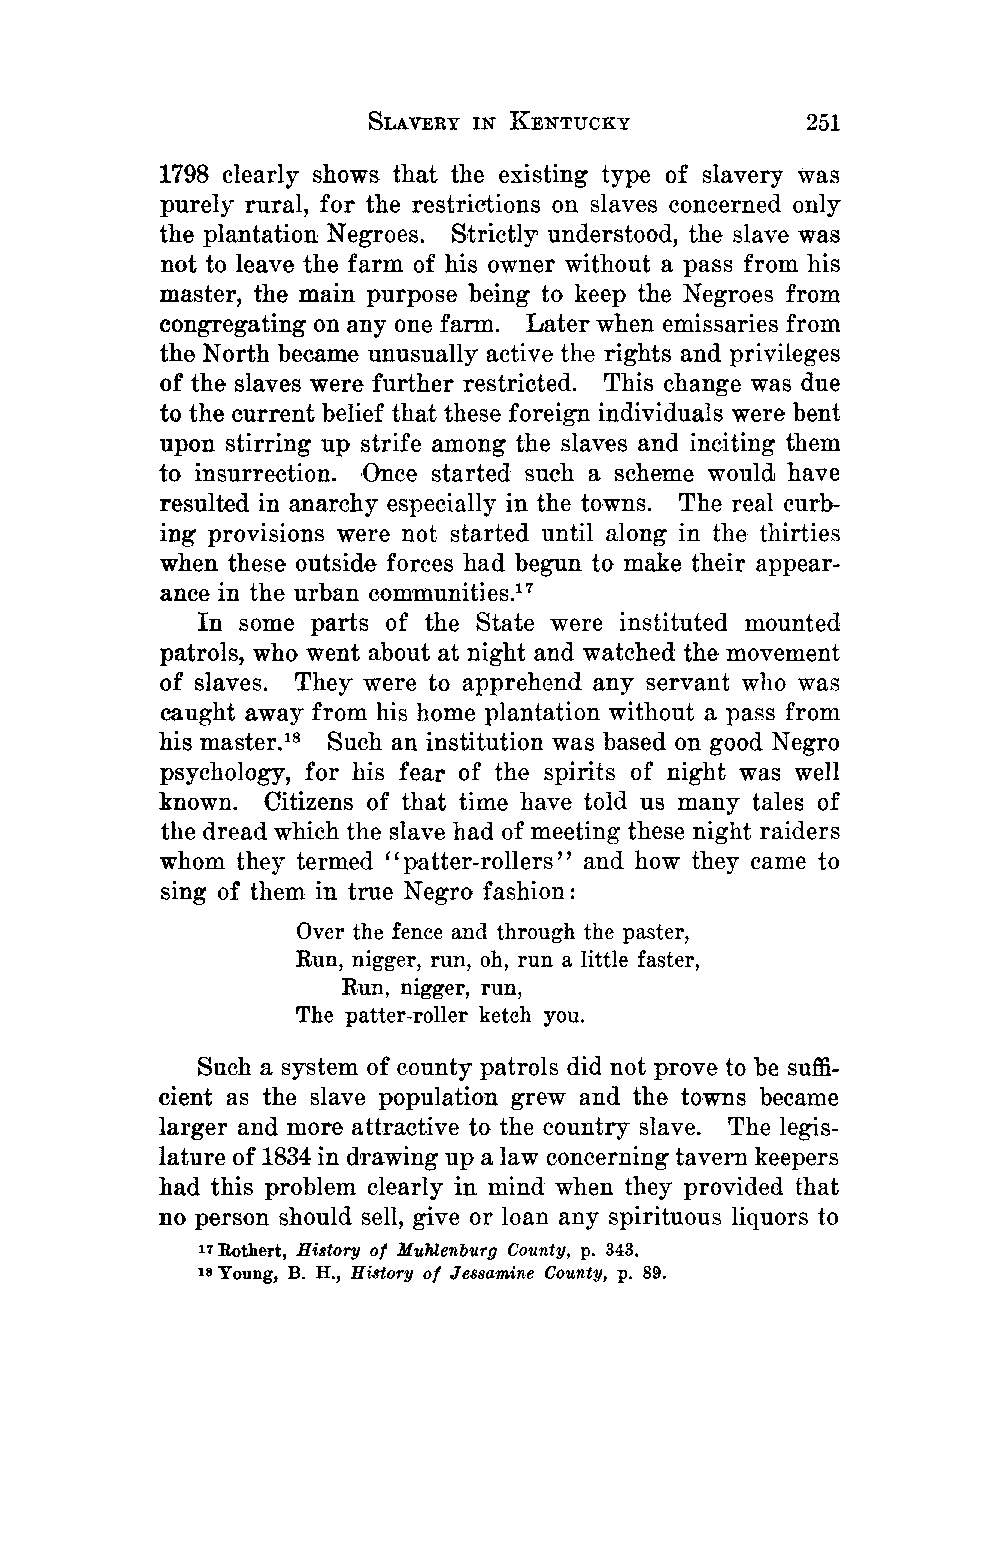 SLAVERY IN KENTUCKY 251
1798 clearly shows that the existing type of slavery was
purely rural, for the restrictions on slaves concerned only
the plantation Negroes. Strictly understood, the slave was
not to leave the farm of his owner without a pass from his
master, the main purpose being to keep the Negroes from
congregating on any one farm. Later when emissaries from
the North became unusually active the rights and privileges
of the slaves were further restricted. This change was due
to the current belief that these foreign individuals were bent
upon stirring up strife among the slaves and inciting them
to insurrection. Once started such a scheme would have
resulted in anarchy especially in the towns. The real curb-
ing provisions were not started until along in the thirties
when these outside forces had begun to make their appear-
ance in the urban communities.¹⁷
In some parts of the State were instituted mounted
patrols, who went about at night and watched the movement
of slaves. They were to apprehend any servant who was
caught away from his home plantation without a pass from
his master.¹⁸ Such an institution was based on good Negro
psychology, for his fear of the spirits of night was well
known. Citizens of that time have told us many tales of
the dread which the slave had of meeting these night raiders
whom they termed “patter-rollers” and how they came to
sing of them in true Negro fashion:
Over the fence and through the paster,
Run, nigger, run, oh, run a little faster,
Run, nigger, run,
The patter-roller ketch you.
Such a system of county patrols did not prove to be suffi-
cient as the slave population grew and the towns became
larger and more attractive to the country slave. The legis-
lature of 1834 in drawing up a law concerning tavern keepers
had this problem clearly in mind when they provided that
no person should sell, give or loan any spirituous liquors to
¹⁷ Rothert, History of Muhlenburg County, p. 343.
¹⁸ Young, B. H., History of Jessamine County, p. 89.